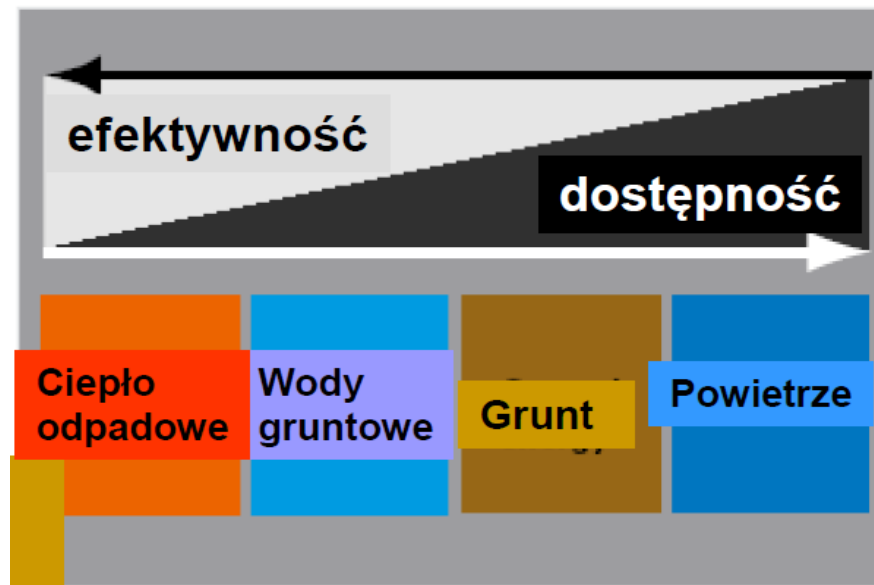 efektywność
dostępność
Ciepło
odpadowe
Wody
gruntowe
Grunt
Powietrze